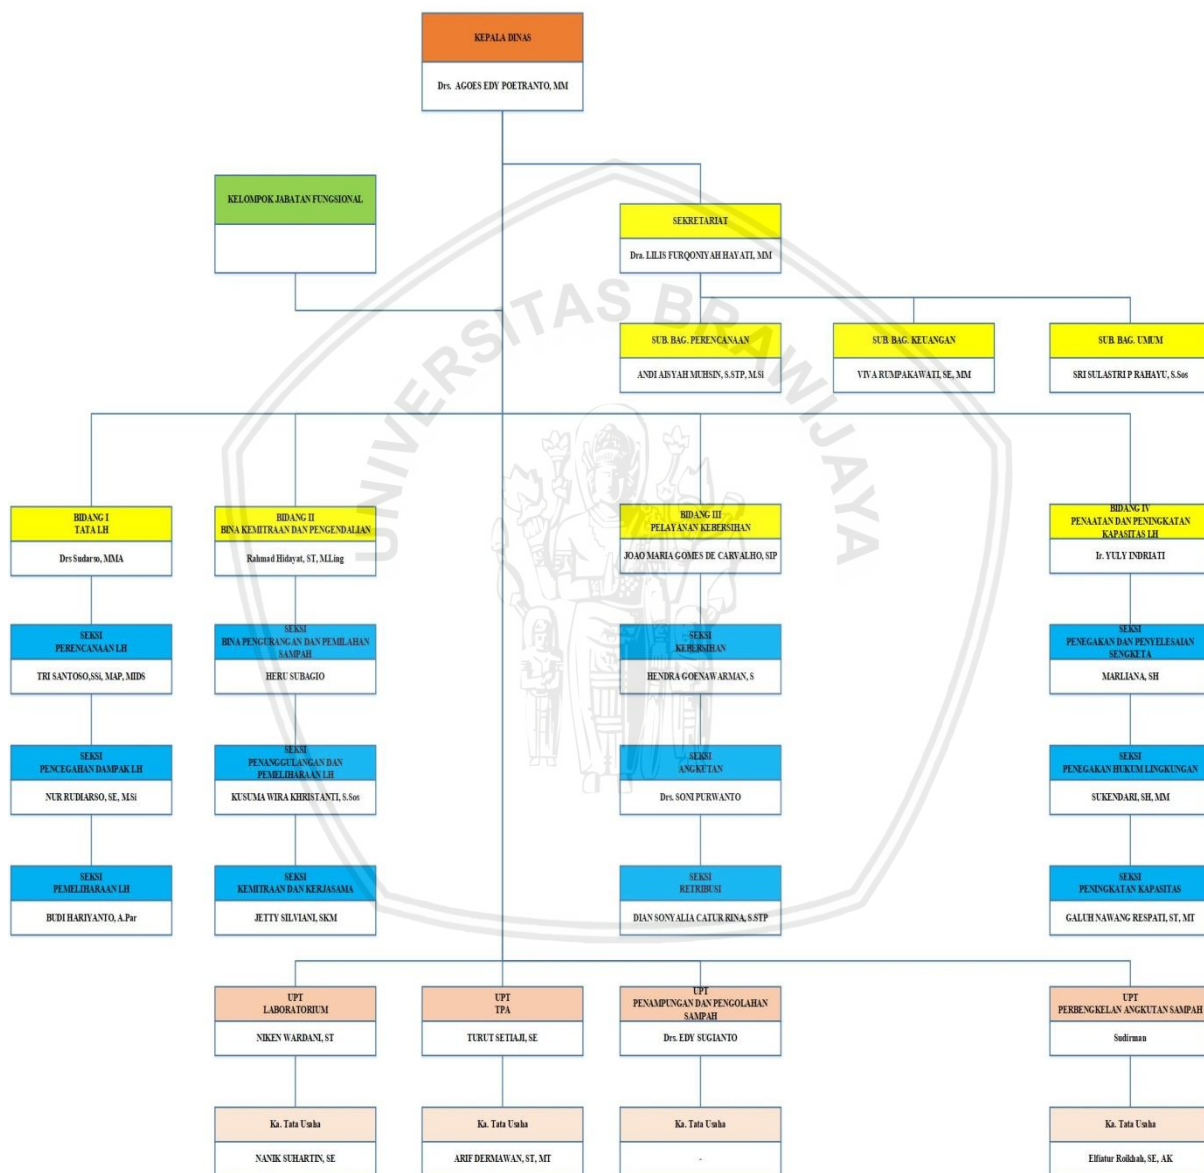 KEPALA DINAS
Drs. AGOES EDY POETRANTO, MM
KELOMPOK JABATAN FUNGSIONAL
SEKRETARIAT
Dra. LILIS FURQONIYAH HAYATI, MM
UNIVERSITAS BRAWIJAYA
SUB. BAG. PERENCANAAN
ANDI AISYAH MUHSIN, S.STP, M.Si
SUB. BAG. KEUANGAN
VIVA RUMPAKAWATI, SE, MM
SUB. BAG. UMUM
SRI SULASTRI P RAHAYU, S.Sos
BIDANG I
TATA LH
Drs Sudarso, MMA
BIDANG II
BINA KEMITRAAN DAN PENGENDALIAN
Rahmad Hidayat, ST, M.Ling
BIDANG III
PELAYANAN KEBERSIHAN
JOAO MARIA GOMES DE CARVALHO, SIP
BIDANG IV
PENAATAN DAN PENINGKATAN
KAPASITAS LH
Ir. YULY INDRIATI
SEKSI
PERENCANAAN LH
TRI SANTOSO,SSi, MAP, MIDS
SEKSI
BINA PENGURANGAN DAN PEMILAHAN
SAMPAH
HERU SUBAGIO
SEKSI
KEBERSIHAN
HENDRA GOENAWARMAN, S
SEKSI
PENEGAKAN DAN PENYELESAIAN
SENGKETA
MARLIANA, SH
SEKSI
PENCEGAHAN DAMPAK LH
NUR RUDIARSO, SE, M.Si
SEKSI
PENANGGULANGAN DAN
PEMELIHARAAN LH
KUSUMA WIRA KHRISTANTI, S.Sos
SEKSI
ANGKUTAN
Drs. SONI PURWANTO
SEKSI
PENEGAKAN HUKUM LINGKUNGAN
SUKENDARI, SH, MM
SEKSI
PEMELIHARAAN LH
BUDI HARIYANTO, A.Par
SEKSI
KEMITRAAN DAN KERJASAMA
JETTY SILVIANI, SKM
SEKSI
RETRIBUSI
DIAN SONYALIA CATUR RINA, S.STP
SEKSI
PENINGKATAN KAPASITAS
GALUH NAWANG RESPATI, ST, MT
UPT
LABORATORIUM
NIKEN WARDANI, ST
UPT
TPA
TURUT SETIAJI, SE
UPT
PENAMPUNGAN DAN PENGOLAHAN
SAMPAH
Drs. EDY SUGIANTO
UPT
PERBENGKELAN ANGKUTAN SAMPAH
Sudirman
Ka. Tata Usaha
NANIK SUHARTIN, SE
Ka. Tata Usaha
ARIF DERMAWAN, ST, MT
Ka. Tata Usaha
-
Ka. Tata Usaha
Elfiatur Roikhah, SE, AK